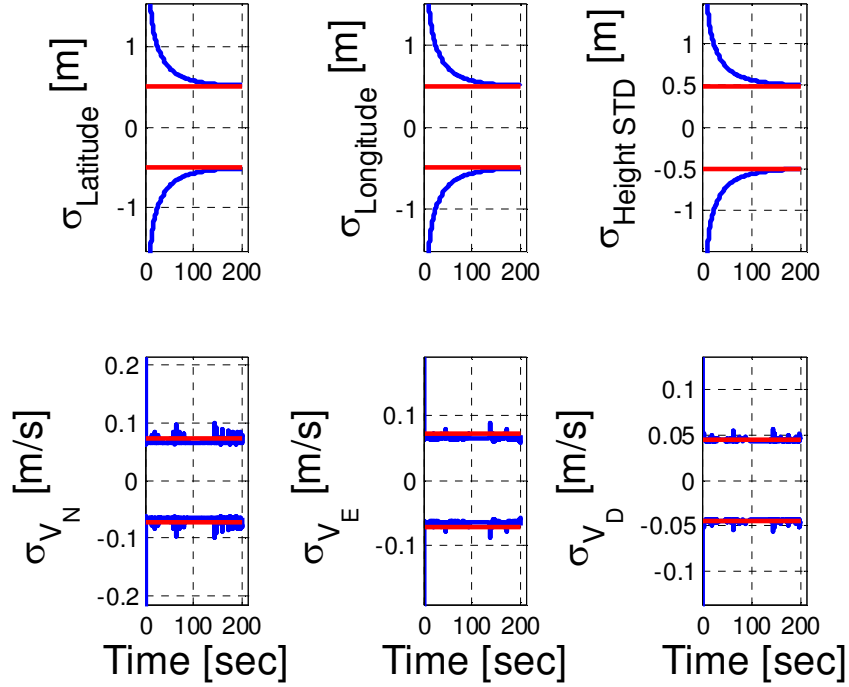 σLatitude [m]
1
0
-1
0 100 200
σLongitude [m]
1
0
-1
0 100 200
σHeight STD [m]
1
0.5
0
-0.5
-1
0 100 200
σV_N [m/s]
0.2
0.1
0
-0.1
-0.2
0 100 200
Time [sec]
σV_E [m/s]
0.1
0
-0.1
0 100 200
Time [sec]
σV_D [m/s]
0.1
0.05
0
-0.05
-0.1
0 100 200
Time [sec]